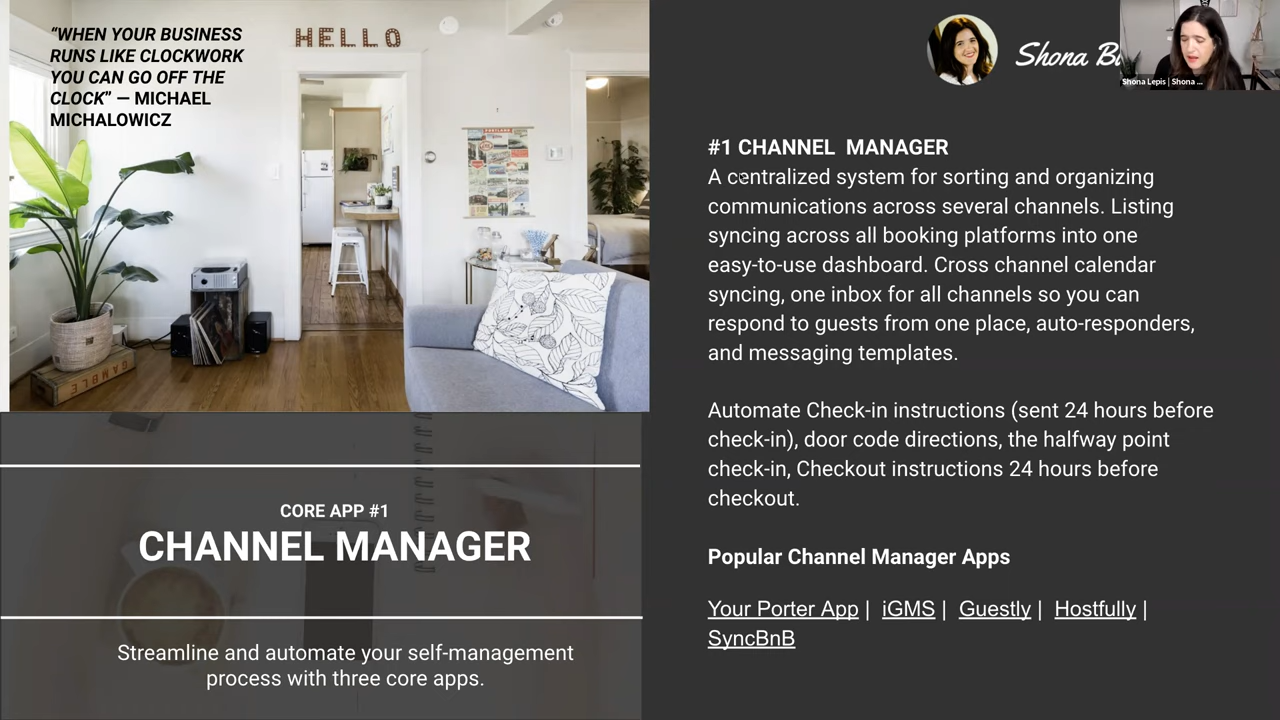 “WHEN YOUR BUSINESS
RUNS LIKE CLOCKWORK
YOU CAN GO OFF THE
CLOCK” — MICHAEL
MICHALOWICZ
HELLO
PORTLAND
GAMBLE
CORE APP #1
CHANNEL MANAGER
Streamline and automate your self-management
process with three core apps.
Shona
Shona Lepis | Shona ...
#1 CHANNEL MANAGER
A centralized system for sorting and organizing
communications across several channels. Listing
syncing across all booking platforms into one
easy-to-use dashboard. Cross channel calendar
syncing, one inbox for all channels so you can
respond to guests from one place, auto-responders,
and messaging templates.
Automate Check-in instructions (sent 24 hours before
check-in), door code directions, the halfway point
check-in, Checkout instructions 24 hours before
checkout.
Popular Channel Manager Apps
Your Porter App | iGMS | Guestly | Hostfully |
SyncBnB